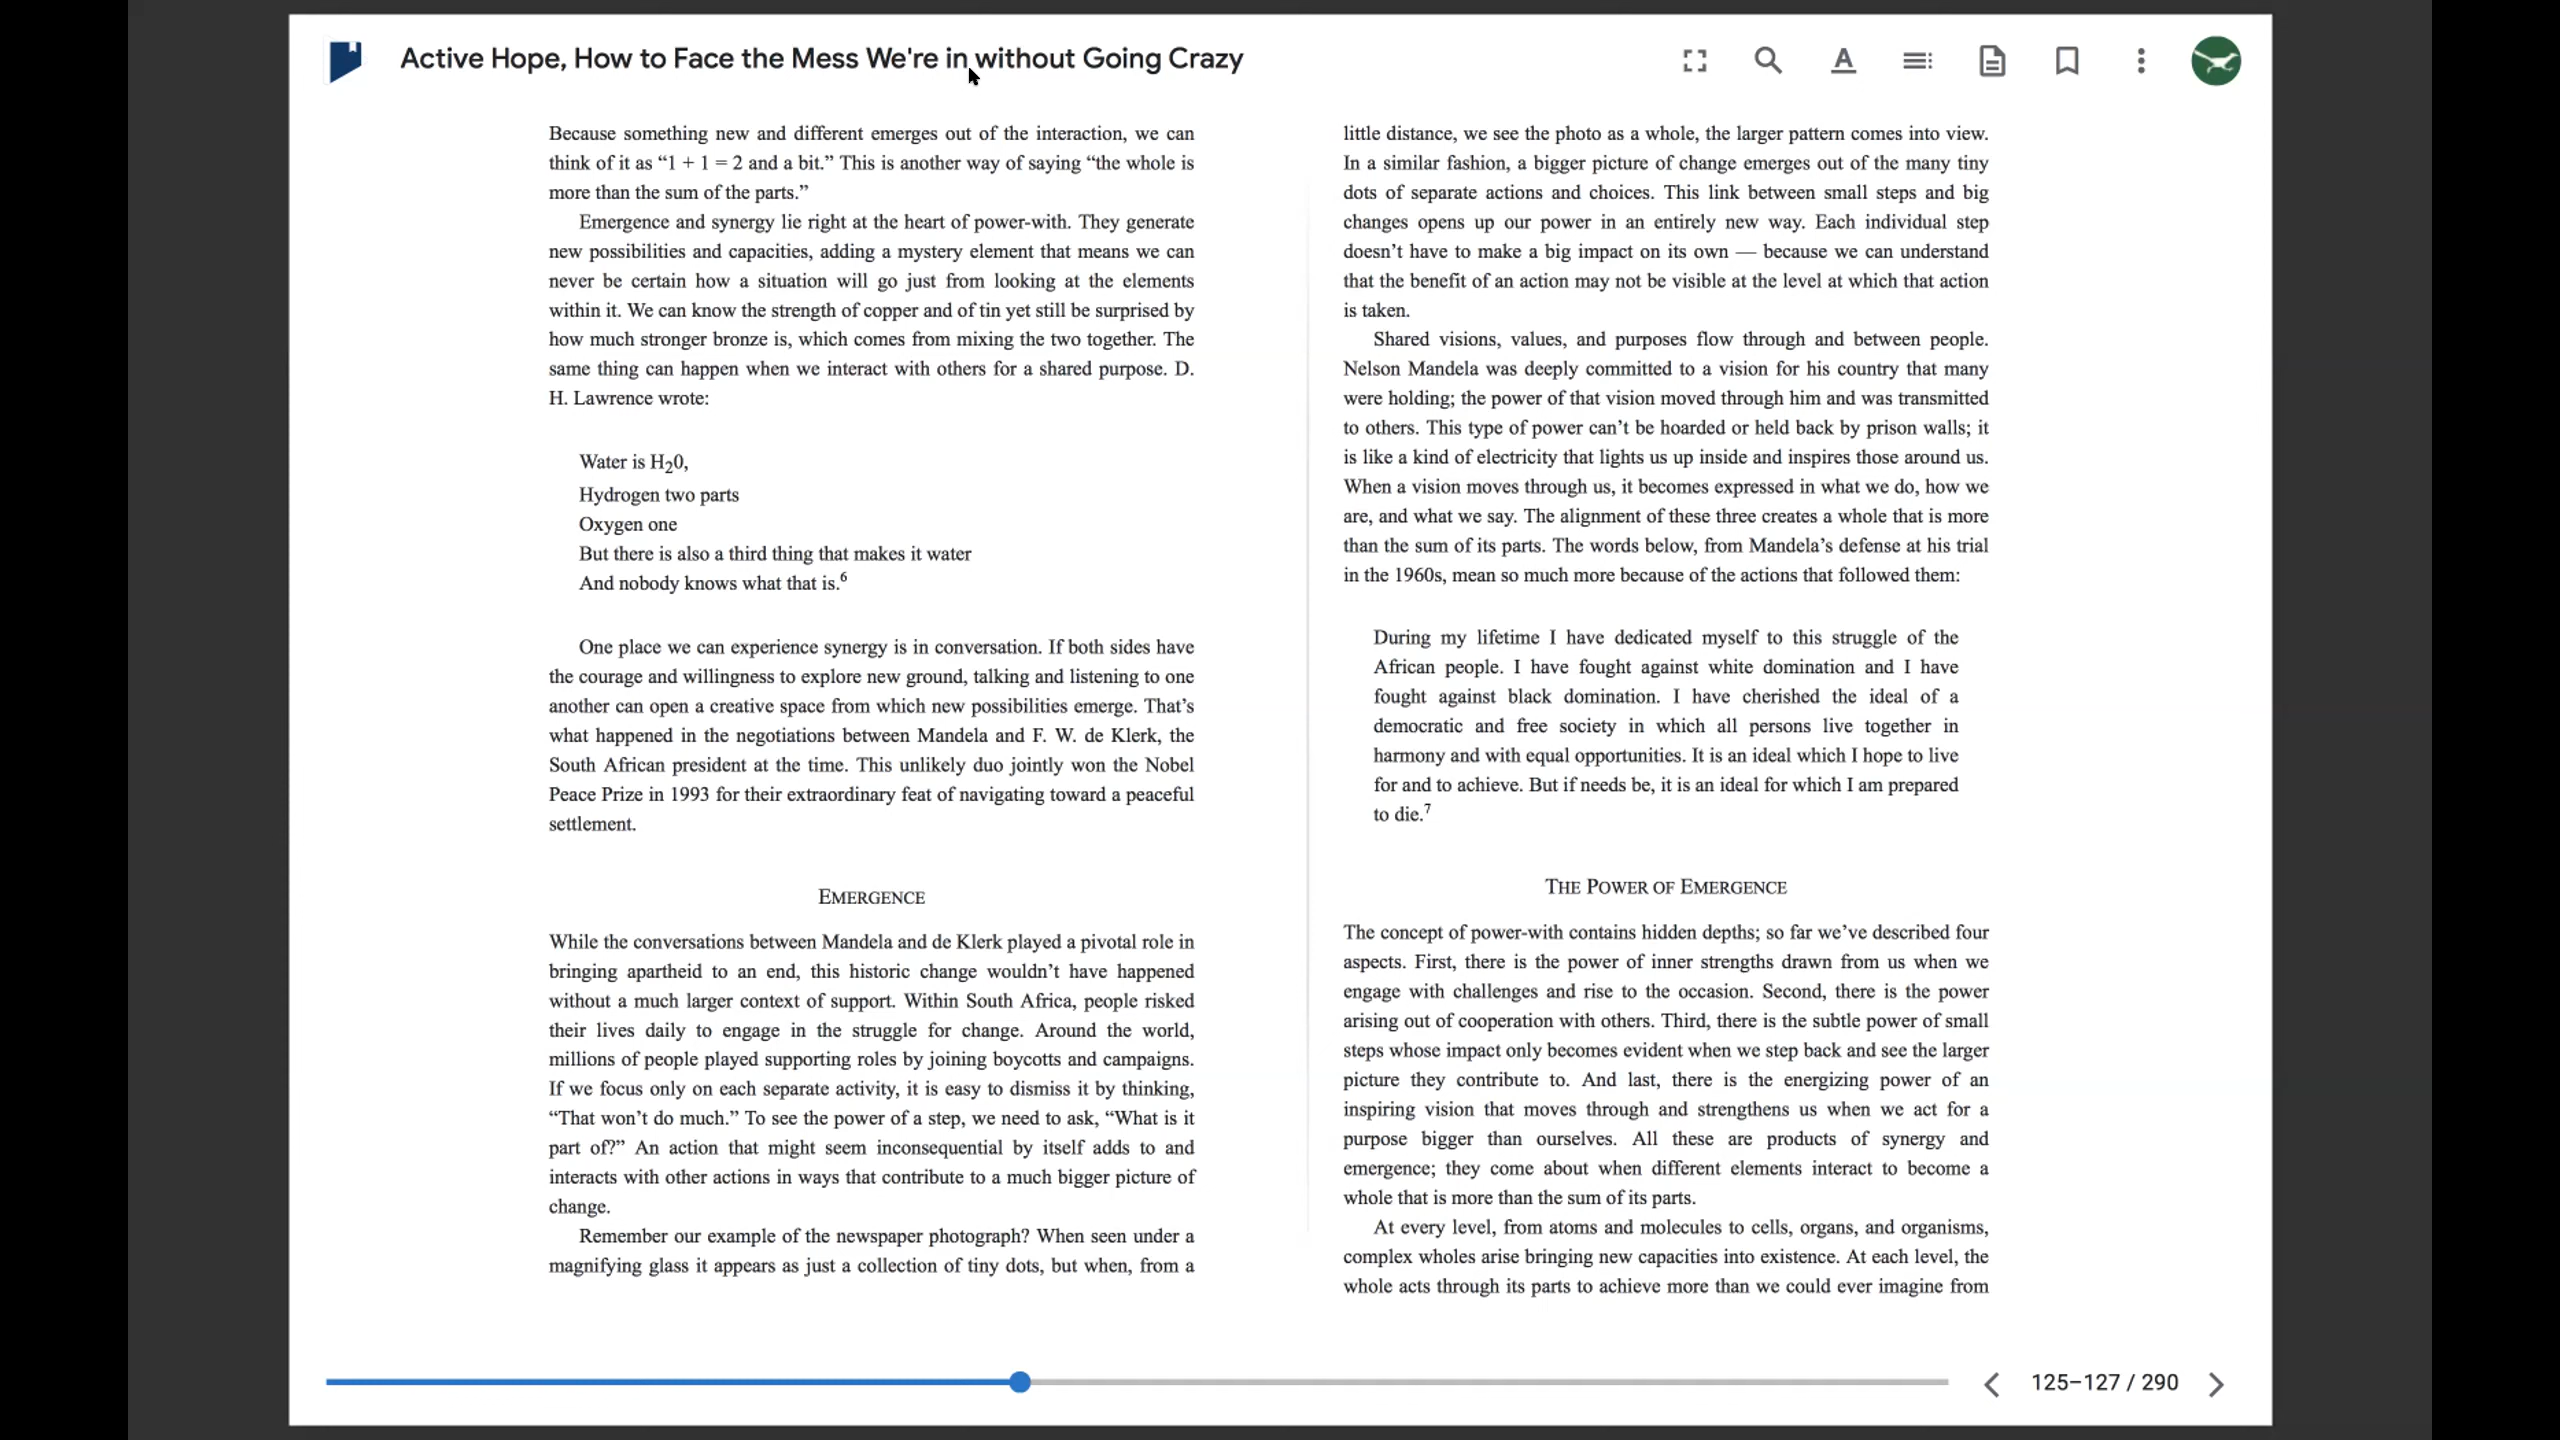 Active Hope, How to Face the Mess We're in without Going Crazy
Because something new and different emerges out of the interaction, we can
think of it as “1 + 1 = 2 and a bit.” This is another way of saying “the whole is
more than the sum of the parts.”
Emergence and synergy lie right at the heart of power-with. They generate
new possibilities and capacities, adding a mystery element that means we can
never be certain how a situation will go just from looking at the elements
within it. We can know the strength of copper and of tin yet still be surprised by
how much stronger bronze is, which comes from mixing the two together. The
same thing can happen when we interact with others for a shared purpose. D.
H. Lawrence wrote:
Water is H₂0,
Hydrogen two parts
Oxygen one
But there is also a third thing that makes it water
And nobody knows what that is.⁶
One place we can experience synergy is in conversation. If both sides have
the courage and willingness to explore new ground, talking and listening to one
another can open a creative space from which new possibilities emerge. That’s
what happened in the negotiations between Mandela and F. W. de Klerk, the
South African president at the time. This unlikely duo jointly won the Nobel
Peace Prize in 1993 for their extraordinary feat of navigating toward a peaceful
settlement.
EMERGENCE
While the conversations between Mandela and de Klerk played a pivotal role in
bringing apartheid to an end, this historic change wouldn’t have happened
without a much larger context of support. Within South Africa, people risked
their lives daily to engage in the struggle for change. Around the world,
millions of people played supporting roles by joining boycotts and campaigns.
If we focus only on each separate activity, it is easy to dismiss it by thinking,
“That won’t do much.” To see the power of a step, we need to ask, “What is it
part of?” An action that might seem inconsequential by itself adds to and
interacts with other actions in ways that contribute to a much bigger picture of
change.
Remember our example of the newspaper photograph? When seen under a
magnifying glass it appears as just a collection of tiny dots, but when, from a
little distance, we see the photo as a whole, the larger pattern comes into view.
In a similar fashion, a bigger picture of change emerges out of the many tiny
dots of separate actions and choices. This link between small steps and big
changes opens up our power in an entirely new way. Each individual step
doesn’t have to make a big impact on its own — because we can understand
that the benefit of an action may not be visible at the level at which that action
is taken.
Shared visions, values, and purposes flow through and between people.
Nelson Mandela was deeply committed to a vision for his country that many
were holding; the power of that vision moved through him and was transmitted
to others. This type of power can’t be hoarded or held back by prison walls; it
is like a kind of electricity that lights us up inside and inspires those around us.
When a vision moves through us, it becomes expressed in what we do, how we
are, and what we say. The alignment of these three creates a whole that is more
than the sum of its parts. The words below, from Mandela’s defense at his trial
in the 1960s, mean so much more because of the actions that followed them:
During my lifetime I have dedicated myself to this struggle of the
African people. I have fought against white domination and I have
fought against black domination. I have cherished the ideal of a
democratic and free society in which all persons live together in
harmony and with equal opportunities. It is an ideal which I hope to live
for and to achieve. But if needs be, it is an ideal for which I am prepared
to die.⁷
THE POWER OF EMERGENCE
The concept of power-with contains hidden depths; so far we’ve described four
aspects. First, there is the power of inner strengths drawn from us when we
engage with challenges and rise to the occasion. Second, there is the power
arising out of cooperation with others. Third, there is the subtle power of small
steps whose impact only becomes evident when we step back and see the larger
picture they contribute to. And last, there is the energizing power of an
inspiring vision that moves through and strengthens us when we act for a
purpose bigger than ourselves. All these are products of synergy and
emergence; they come about when different elements interact to become a
whole that is more than the sum of its parts.
At every level, from atoms and molecules to cells, organs, and organisms,
complex wholes arise bringing new capacities into existence. At each level, the
whole acts through its parts to achieve more than we could ever imagine from
125–127 / 290